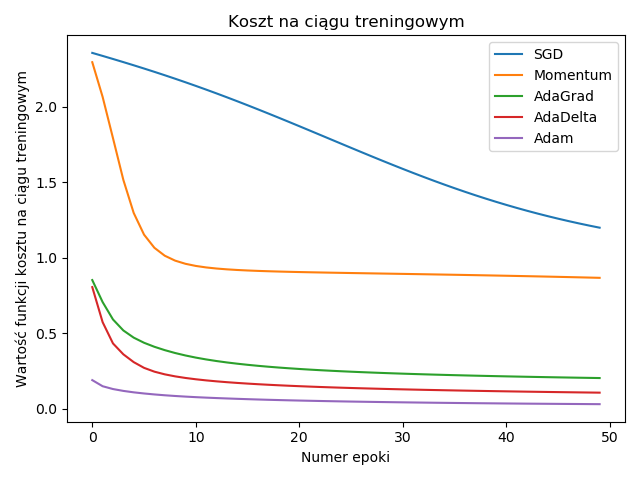 Koszt na ciągu treningowym
Wartość funkcji kosztu na ciągu treningowym
2.0
1.5
1.0
0.5
0.0
SGD
Momentum
AdaGrad
AdaDelta
Adam
0 10 20 30 40 50
Numer epoki